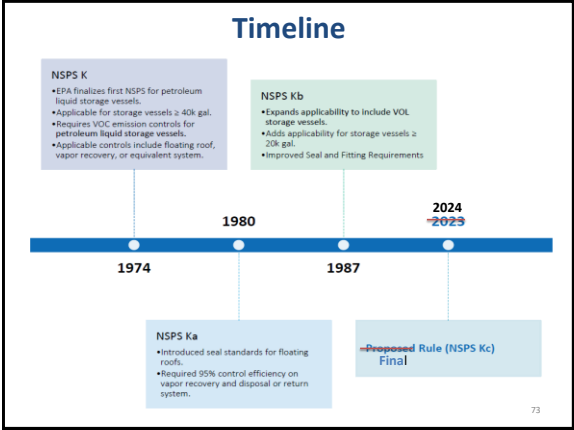 Timeline
NSPS K
•EPA finalizes first NSPS for petroleum
liquid storage vessels.
•Applicable for storage vessels ≥ 40k gal.
•Requires VOC emission controls for
petroleum liquid storage vessels.
•Applicable controls include floating roof,
vapor recovery, or equivalent system.
NSPS Kb
•Expands applicability to include VOL
storage vessels.
•Adds applicability for storage vessels ≥
20k gal.
•Improved Seal and Fitting Requirements
1980
2024
2023
1974
1987
NSPS Ka
•Introduced seal standards for floating
roofs.
•Required 95% control efficiency on
vapor recovery and disposal or return
system.
Proposed Rule (NSPS Kc)
Final
73